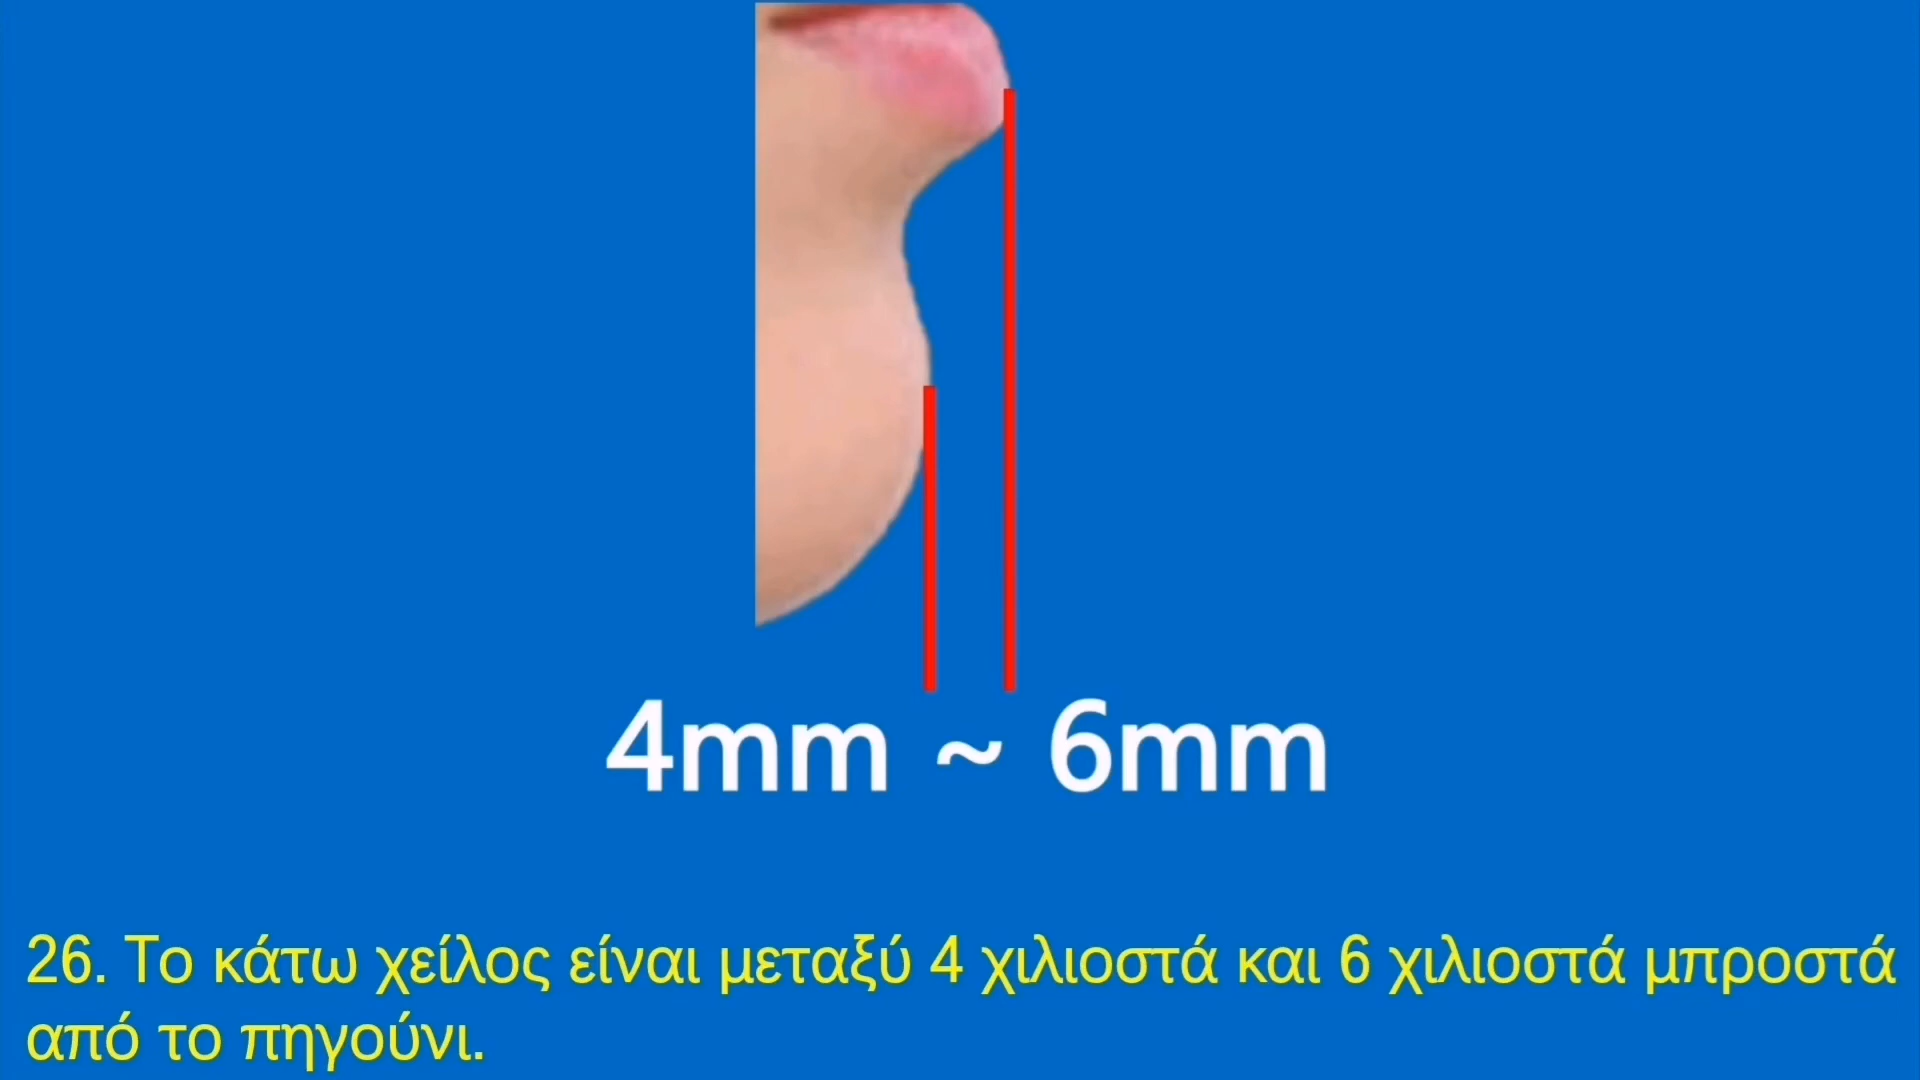 4mm ~ 6mm
26. Το κάτω χείλος είναι μεταξύ 4 χιλιοστά και 6 χιλιοστά μπροστά
από το πηγούνι.